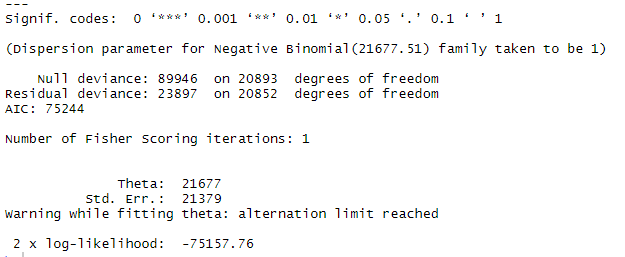 ---
Signif. codes:  0 ‘***’ 0.001 ‘**’ 0.01 ‘*’ 0.05 ‘.’ 0.1 ‘ ’ 1
(Dispersion parameter for Negative Binomial(21677.51) family taken to be 1)
    Null deviance: 89946  on 20893  degrees of freedom
Residual deviance: 23897  on 20852  degrees of freedom
AIC: 75244
Number of Fisher Scoring iterations: 1
              Theta:  21677
          Std. Err.:  21379
Warning while fitting theta: alternation limit reached
 2 x log-likelihood:  -75157.76